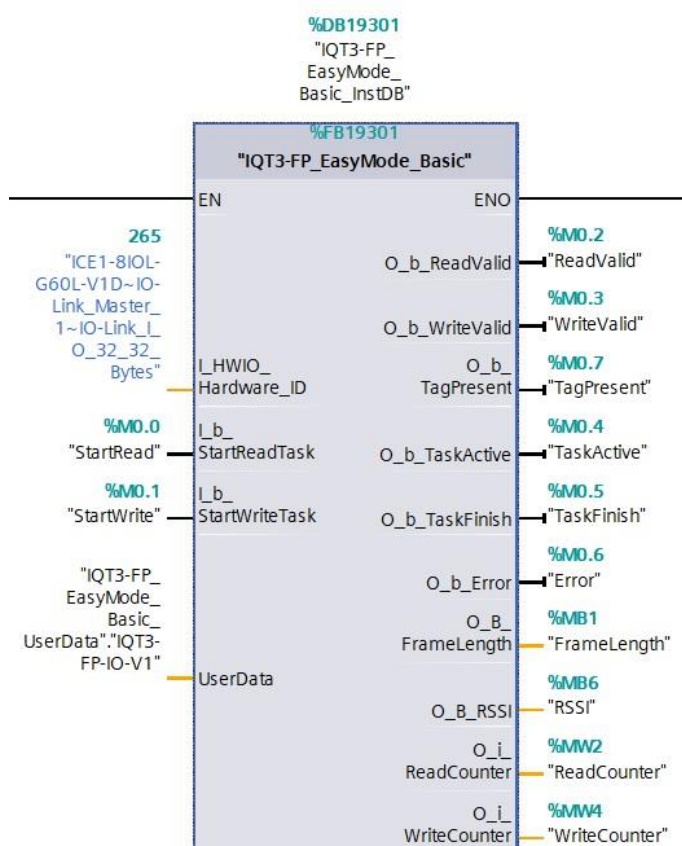 %DB19301
"IQT3-FP_
EasyMode_
Basic_InstDB"
%FB19301
"IQT3-FP_EasyMode_Basic"
EN
ENO
265
"ICE1-8IOL-
G60L-V1D~IO-
Link_Master_
1~IO-Link_I_
O_32_32_
Bytes"
I_HWIO_
Hardware_ID
%M0.0
"StartRead"
I_b_
StartReadTask
%M0.1
"StartWrite"
I_b_
StartWriteTask
"IQT3-FP_
EasyMode_
Basic_
UserData"."IQT3-
FP-IO-V1"
UserData
O_b_ReadValid
%M0.2
"ReadValid"
O_b_WriteValid
%M0.3
"WriteValid"
O_b_
TagPresent
%M0.7
"TagPresent"
O_b_TaskActive
%M0.4
"TaskActive"
O_b_TaskFinish
%M0.5
"TaskFinish"
O_b_Error
%M0.6
"Error"
O_B_
FrameLength
%MB1
"FrameLength"
O_B_RSSI
%MB6
"RSSI"
O_i_
ReadCounter
%MW2
"ReadCounter"
O_i_
WriteCounter
%MW4
"WriteCounter"